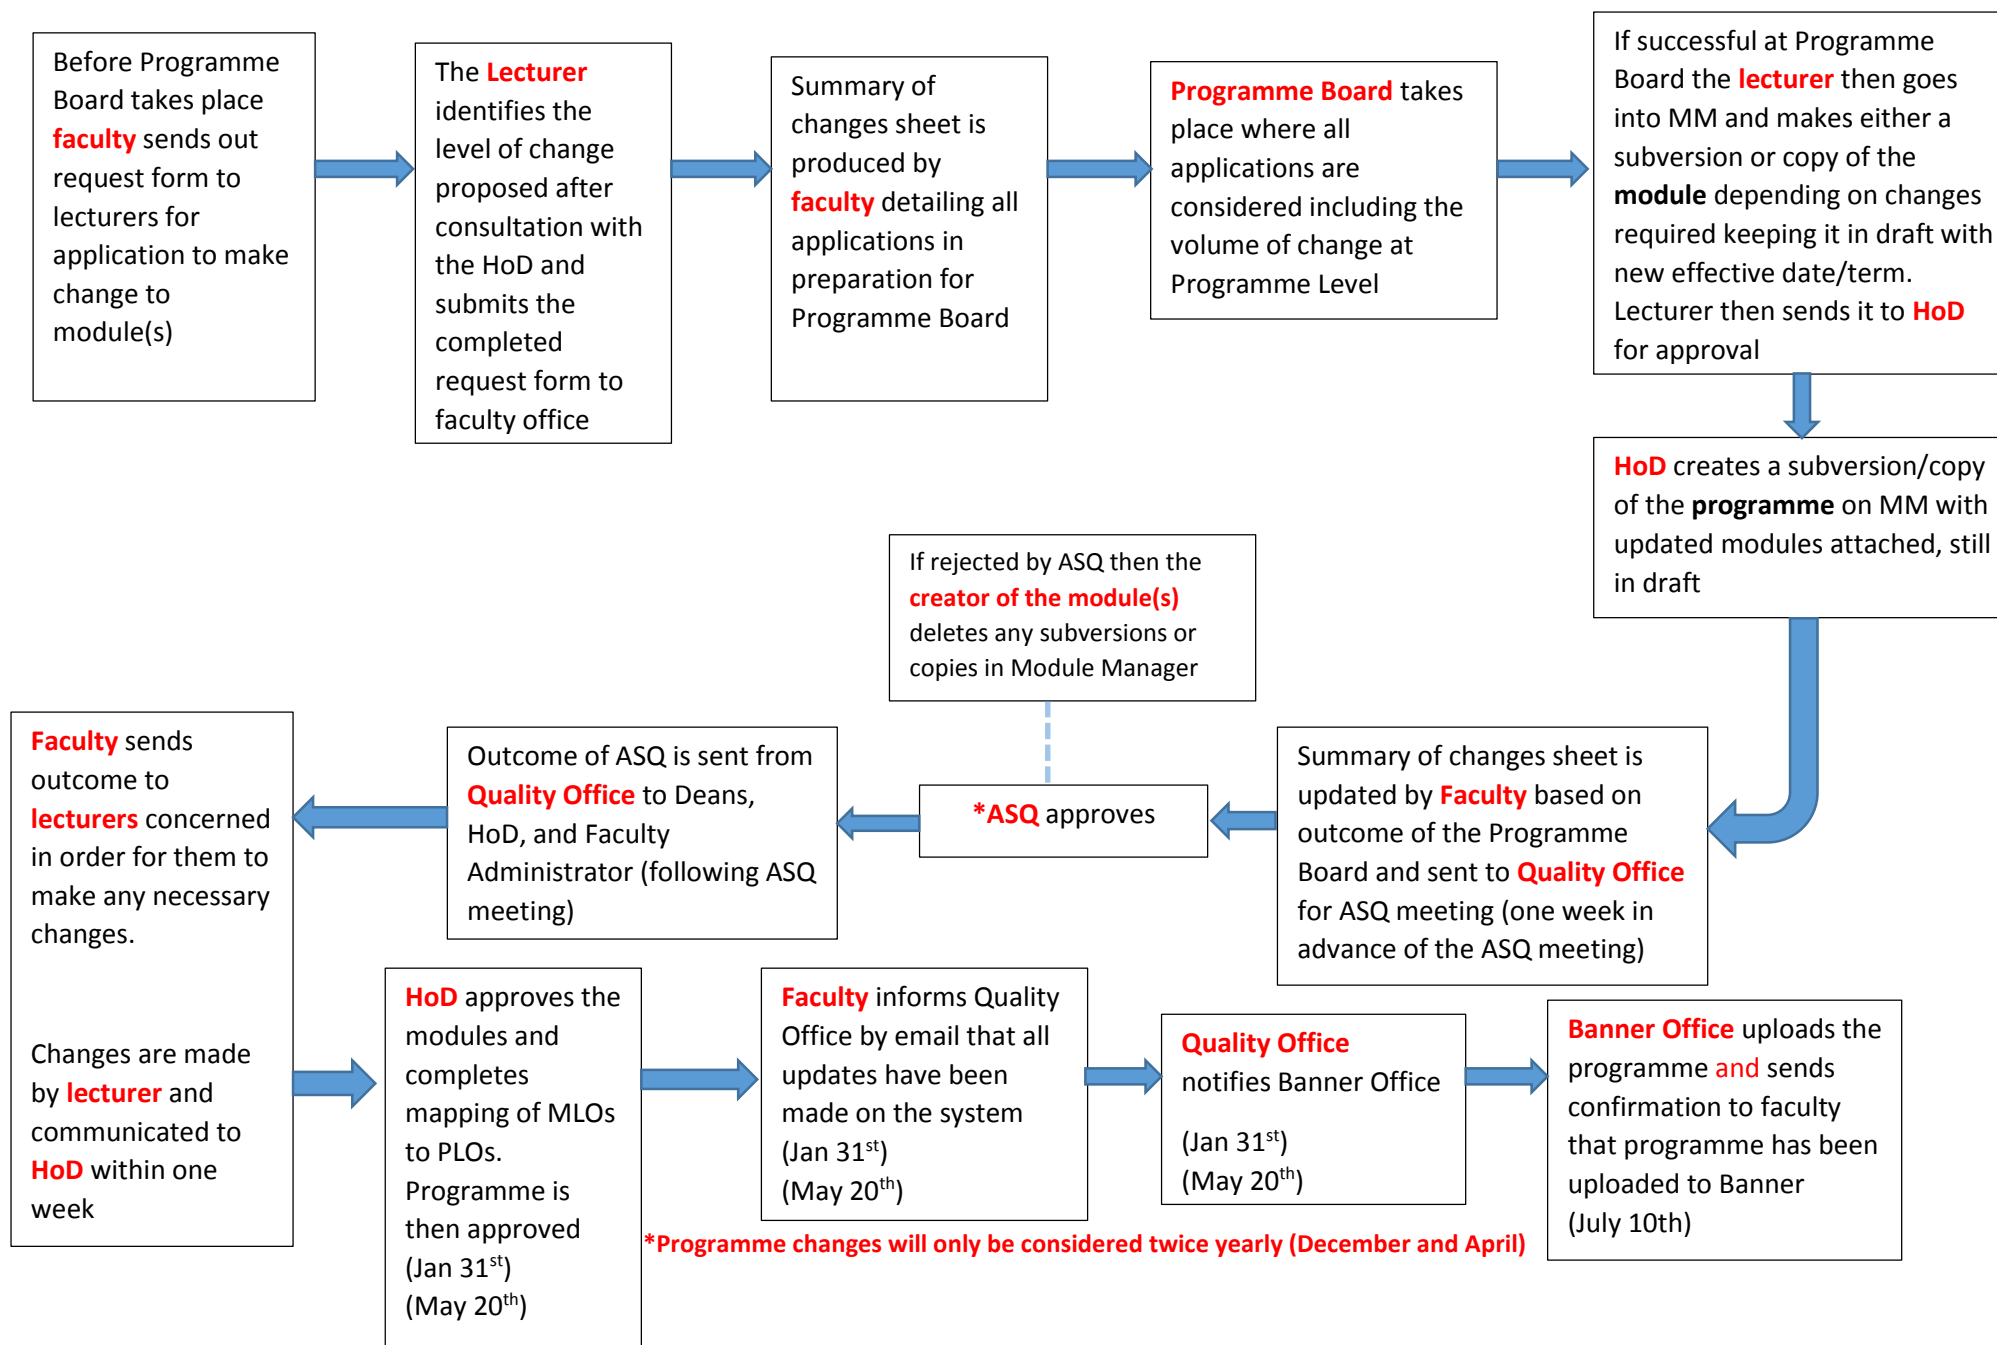 Before Programme
Board takes place
faculty sends out
request form to
lecturers for
application to make
change to
module(s)
The Lecturer
identifies the
level of change
proposed after
consultation with
the HoD and
submits the
completed
request form to
faculty office
Summary of
changes sheet is
produced by
faculty detailing all
applications in
preparation for
Programme Board
Programme Board takes
place where all
applications are
considered including the
volume of change at
Programme Level
If successful at Programme
Board the lecturer then goes
into MM and makes either a
subversion or copy of the
module depending on changes
required keeping it in draft with
new effective date/term.
Lecturer then sends it to HoD
for approval
HoD creates a subversion/copy
of the programme on MM with
updated modules attached, still
in draft
If rejected by ASQ then the
creator of the module(s)
deletes any subversions or
copies in Module Manager
Summary of changes sheet is
updated by Faculty based on
outcome of the Programme
Board and sent to Quality Office
for ASQ meeting (one week in
advance of the ASQ meeting)
*ASQ approves
Outcome of ASQ is sent from
Quality Office to Deans,
HoD, and Faculty
Administrator (following ASQ
meeting)
Faculty sends
outcome to
lecturers concerned
in order for them to
make any necessary
changes.
Changes are made
by lecturer and
communicated to
HoD within one
week
HoD approves the
modules and
completes
mapping of MLOs
to PLOs.
Programme is
then approved
(Jan 31st)
(May 20th)
Faculty informs Quality
Office by email that all
updates have been
made on the system
(Jan 31st)
(May 20th)
Quality Office
notifies Banner Office
(Jan 31st)
(May 20th)
Banner Office uploads the
programme and sends
confirmation to faculty
that programme has been
uploaded to Banner
(July 10th)
*Programme changes will only be considered twice yearly (December and April)